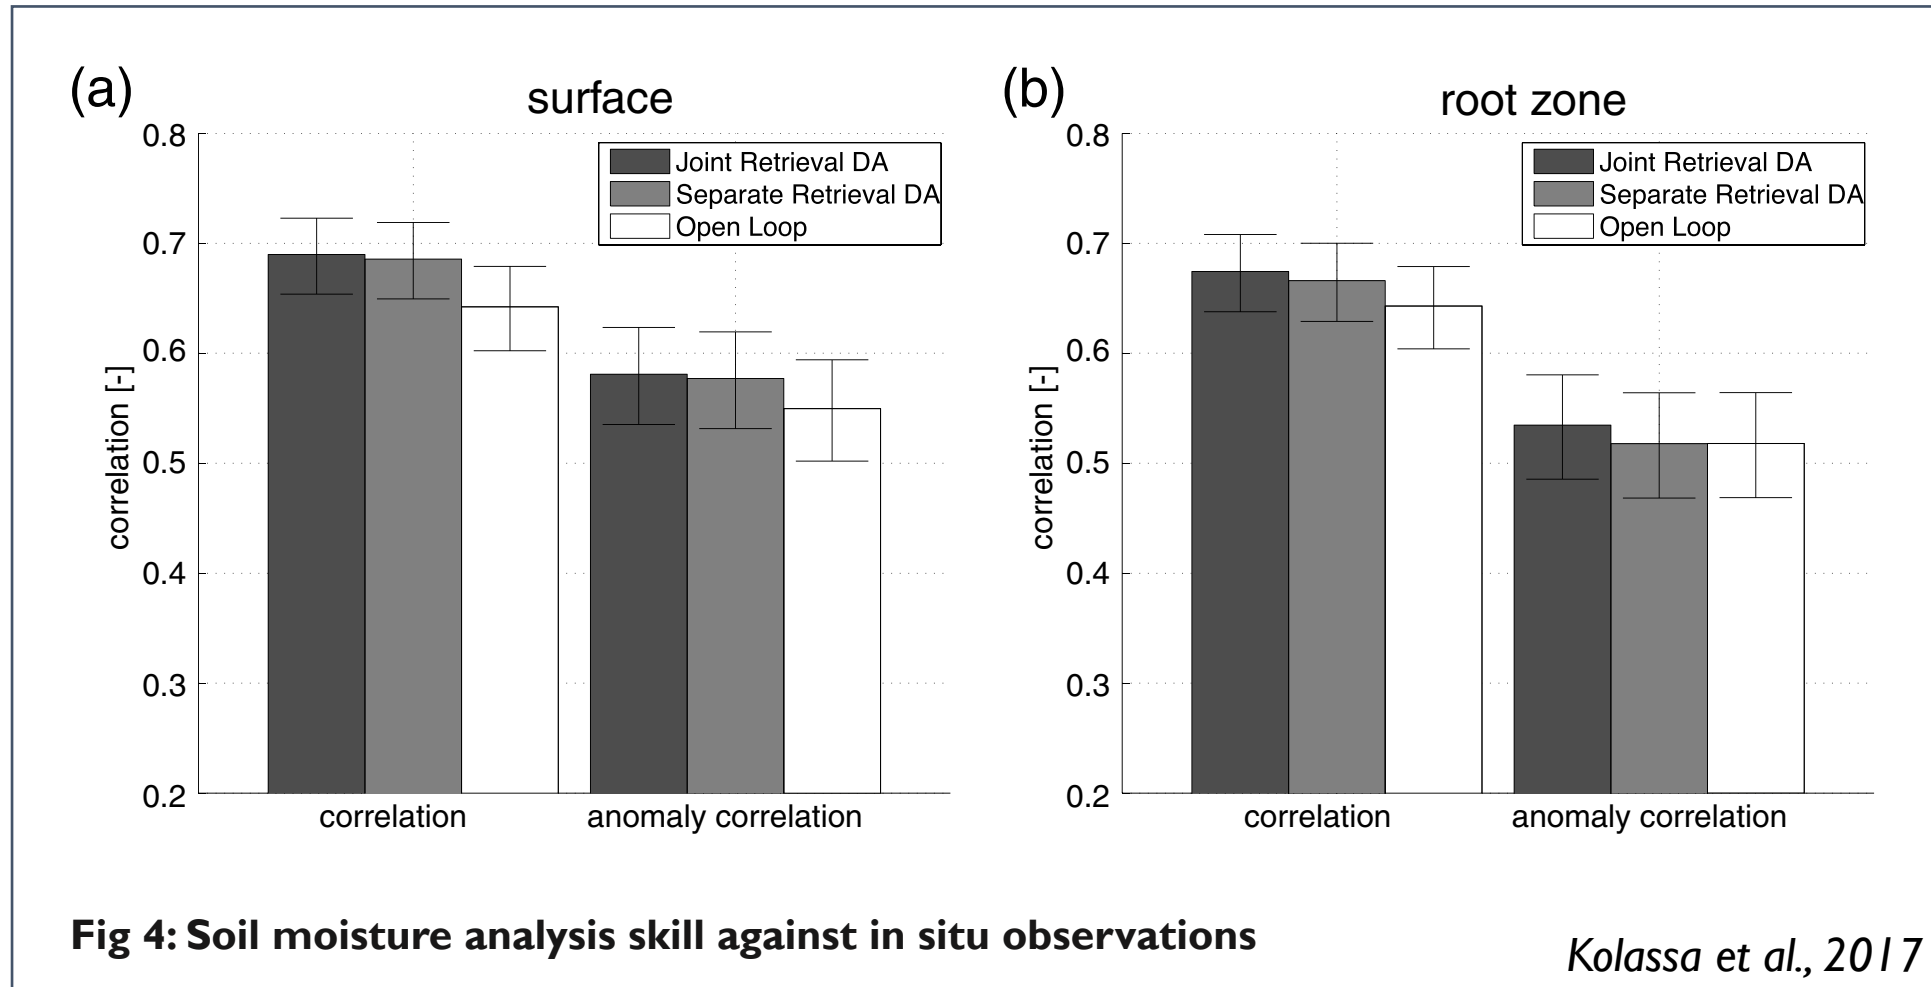 (a)
surface
0.8
0.7
0.6
0.5
0.4
0.3
0.2
correlation [-]
Joint Retrieval DA
Separate Retrieval DA
Open Loop
correlation
anomaly correlation
(b)
root zone
0.8
0.7
0.6
0.5
0.4
0.3
0.2
correlation [-]
Joint Retrieval DA
Separate Retrieval DA
Open Loop
correlation
anomaly correlation
Fig 4: Soil moisture analysis skill against in situ observations
Kolassa et al., 2017